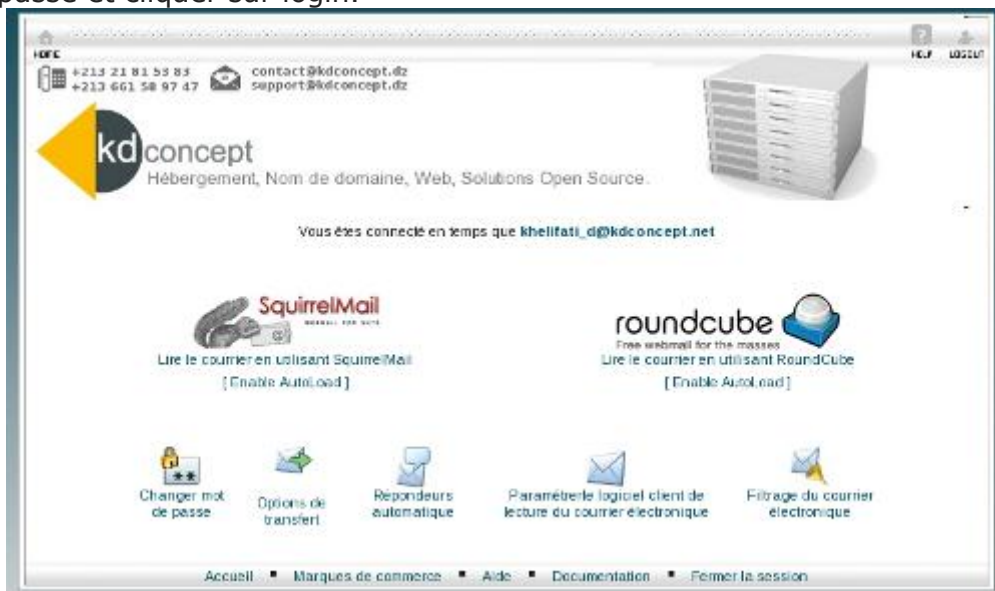 passe et cliquer sur login.
HOME
HELP LOGOUT
+213 21 81 53 83
+213 661 58 97 47
contact@kdconcept.dz
support@kdconcept.dz
kdconcept
Hébergement, Nom de domaine, Web, Solutions Open Source.
Vous êtes connecté en temps que khelifati_d@kdconcept.net
SquirrelMail
WEBMAIL FOR NUTS
Lire le courrier en utilisant SquirrelMail
[ Enable AutoLoad ]
roundcube
Free webmail for the masses
Lire le courrier en utilisant RoundCube
[ Enable AutoLoad ]
Changer mot
de passe
Options de
transfert
Répondeurs
automatique
Paramétrerle logiciel client de
lecture du courrier électronique
Filtrage du courrier
électronique
Accueil ▪ Marques de commerce ▪ Aide ▪ Documentation ▪ Fermer la session